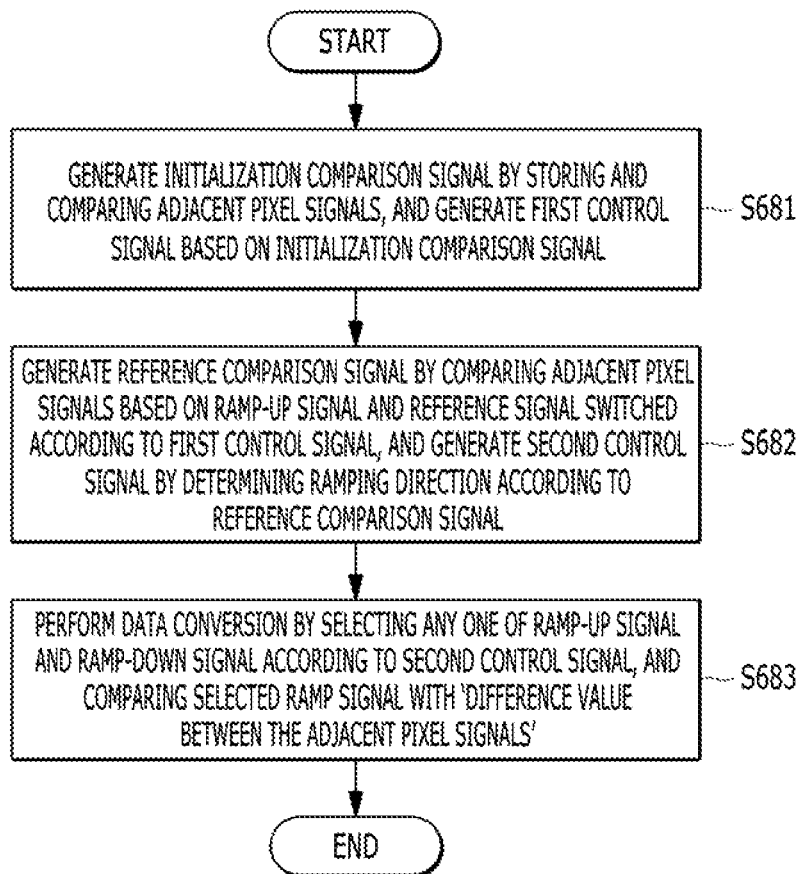 START
GENERATE INITIALIZATION COMPARISON SIGNAL BY STORING AND
COMPARING ADJACENT PIXEL SIGNALS, AND GENERATE FIRST CONTROL
SIGNAL BASED ON INITIALIZATION COMPARISON SIGNAL
S681
GENERATE REFERENCE COMPARISON SIGNAL BY COMPARING ADJACENT PIXEL
SIGNALS BASED ON RAMP-UP SIGNAL AND REFERENCE SIGNAL SWITCHED
ACCORDING TO FIRST CONTROL SIGNAL, AND GENERATE SECOND CONTROL
SIGNAL BY DETERMINING RAMPING DIRECTION ACCORDING TO
REFERENCE COMPARISON SIGNAL
S682
PERFORM DATA CONVERSION BY SELECTING ANY ONE OF RAMP-UP SIGNAL
AND RAMP-DOWN SIGNAL ACCORDING TO SECOND CONTROL SIGNAL, AND
COMPARING SELECTED RAMP SIGNAL WITH 'DIFFERENCE VALUE
BETWEEN THE ADJACENT PIXEL SIGNALS'
S683
END